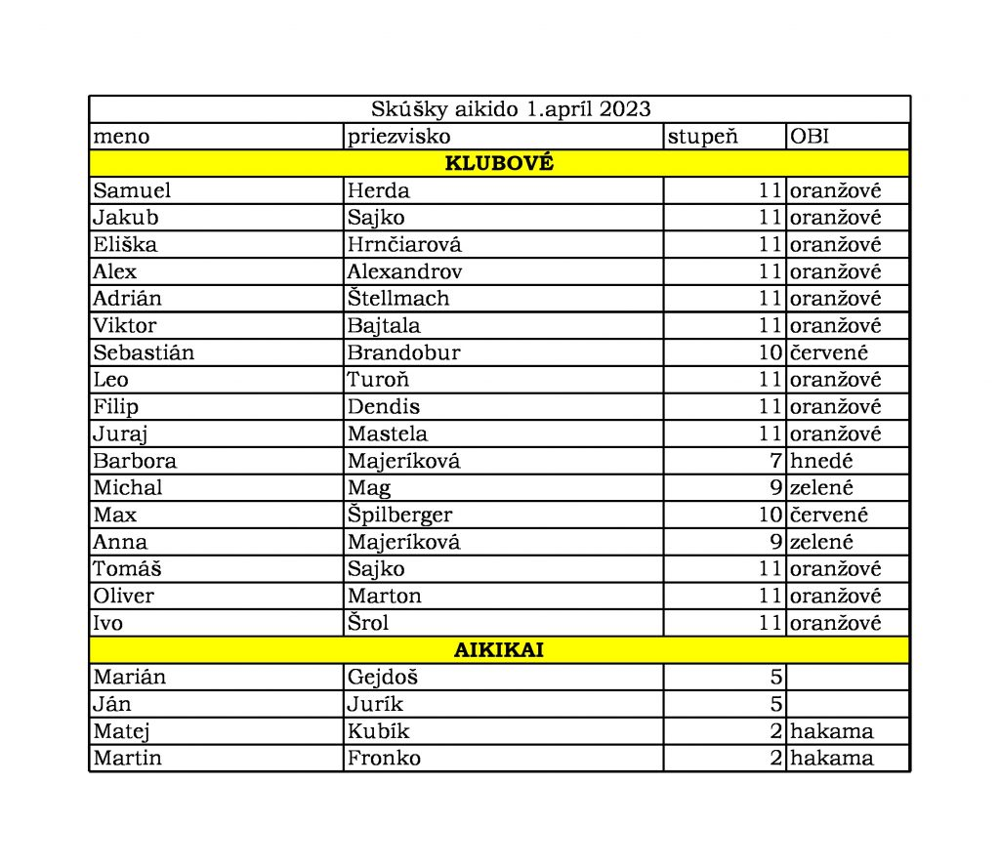 Skúšky aikido 1.apríl 2023
meno priezvisko stupeň OBI
KLUBOVÉ
Samuel Herda 11 oranžové
Jakub Sajko 11 oranžové
Eliška Hrnčiarová 11 oranžové
Alex Alexandrov 11 oranžové
Adrián Štellmach 11 oranžové
Viktor Bajtala 11 oranžové
Sebastián Brandobur 10 červené
Leo Turoň 11 oranžové
Filip Dendis 11 oranžové
Juraj Mastela 11 oranžové
Barbora Majeríková 7 hnedé
Michal Mag 9 zelené
Max Špilberger 10 červené
Anna Majeríková 9 zelené
Tomáš Sajko 11 oranžové
Oliver Marton 11 oranžové
Ivo Šrol 11 oranžové
AIKIKAI
Marián Gejdoš 5
Ján Jurík 5
Matej Kubík 2 hakama
Martin Fronko 2 hakama